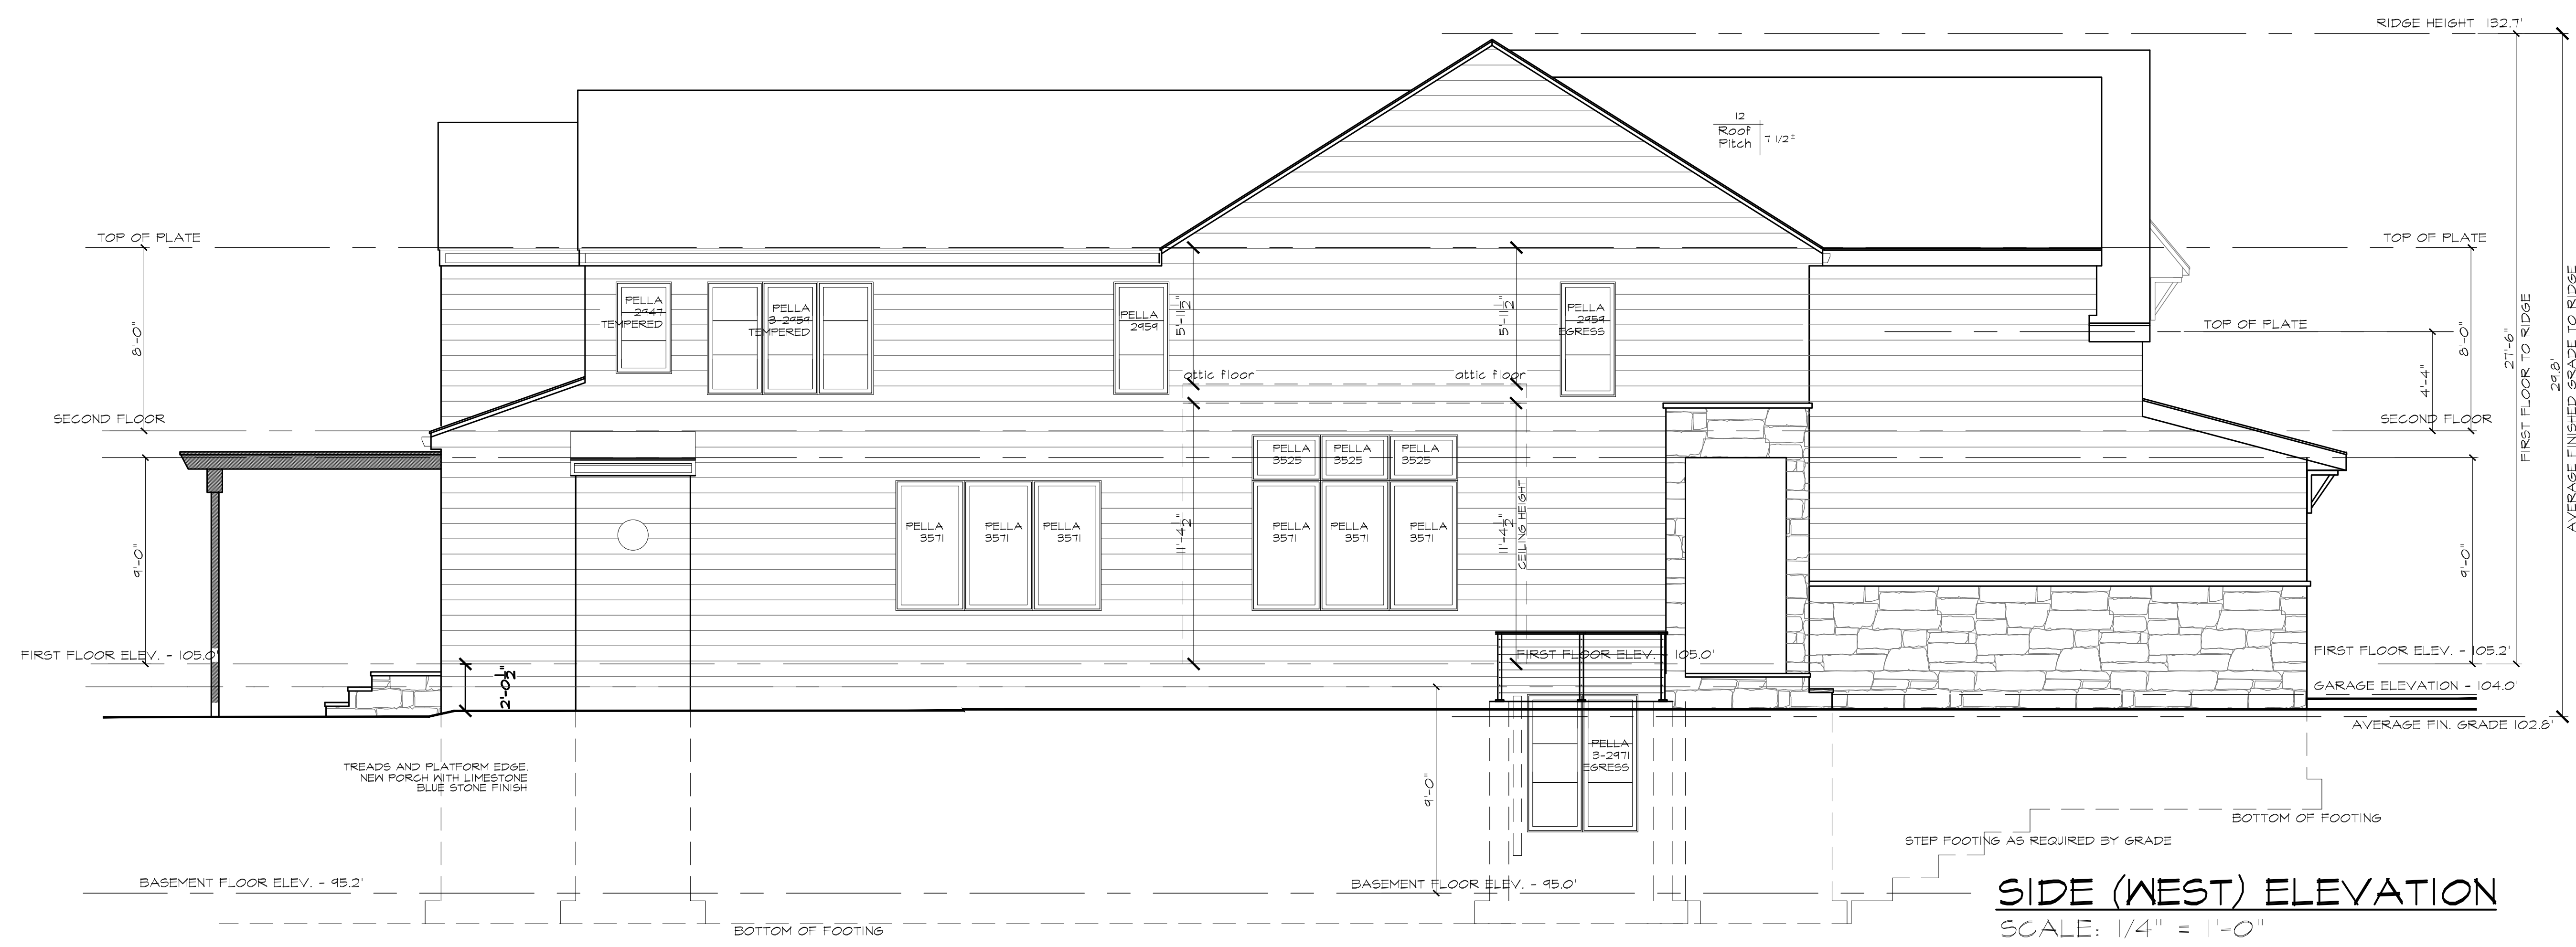 RIDGE HEIGHT 132.7'
12
Roof
Pitch
7 1/2±
TOP OF PLATE
TOP OF PLATE
TOP OF PLATE
PELLA
2947
TEMPERED
PELLA
3-2959
TEMPERED
PELLA
2959
PELLA
2959
EGRESS
5'-11 1/2"
5'-11 1/2"
8'-0"
8'-0"
4'-4"
27'-6"
FIRST FLOOR TO RIDGE
29.8'
AVERAGE FINISHED GRADE TO RIDGE
attic floor
attic floor
SECOND FLOOR
SECOND FLOOR
PELLA
3525
PELLA
3525
PELLA
3525
PELLA
3571
PELLA
3571
PELLA
3571
PELLA
3571
PELLA
3571
PELLA
3571
9'-0"
11'-4 1/2"
11'-4 1/2"
CEILING HEIGHT
9'-0"
FIRST FLOOR ELEV. - 105.0'
FIRST FLOOR ELEV. - 105.0'
FIRST FLOOR ELEV. - 105.2'
2'-0 1/2"
GARAGE ELEVATION - 104.0'
AVERAGE FIN. GRADE 102.8'
PELLA
3-2971
EGRESS
TREADS AND PLATFORM EDGE.
NEW PORCH WITH LIMESTONE
BLUE STONE FINISH
9'-0"
BOTTOM OF FOOTING
STEP FOOTING AS REQUIRED BY GRADE
BASEMENT FLOOR ELEV. - 95.2'
BASEMENT FLOOR ELEV. - 95.0'
BOTTOM OF FOOTING
SIDE (WEST) ELEVATION
SCALE: 1/4" = 1'-0"